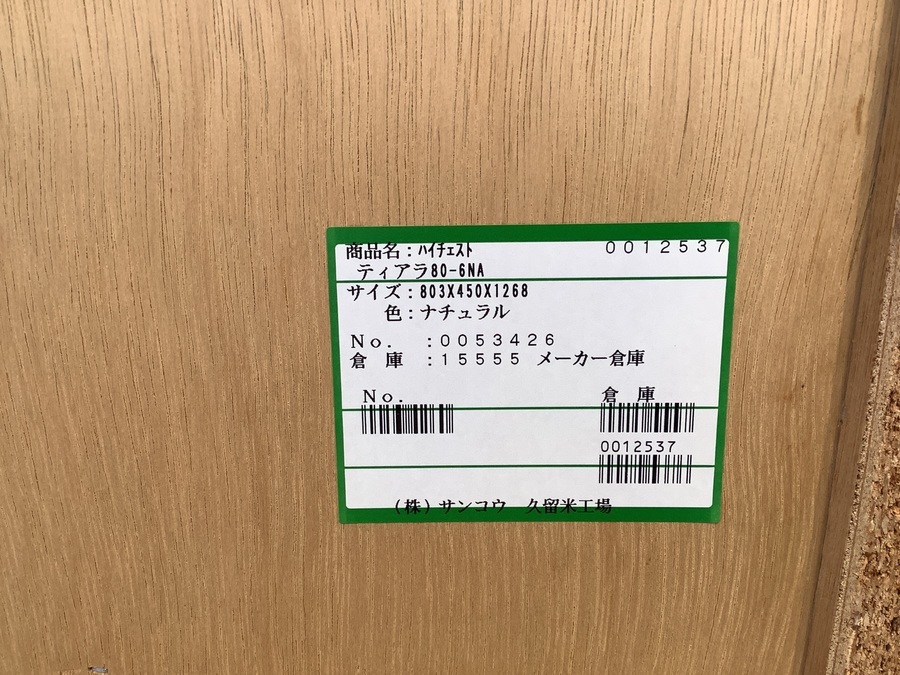 商品名：ﾊｲﾁｪｽﾄ ００１２５３７
ティアラ80-6NA
サイズ：803X450X1268
色：ナチュラル
Ｎｏ．：００５３４２６
倉　庫：１５５５５　メーカー倉庫
Ｎｏ． 倉　庫
0012537
（株）サンコウ　久留米工場